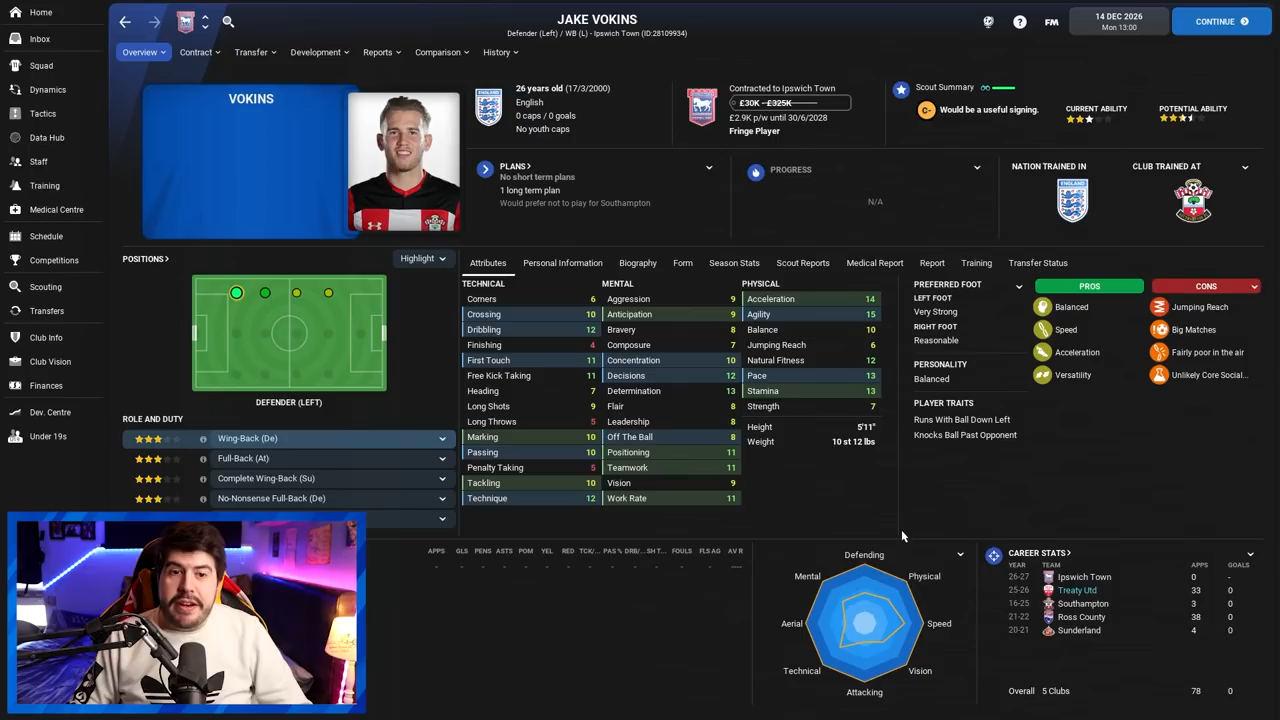 Home
Inbox
Squad
Dynamics
Tactics
Data Hub
Staff
Training
Medical Centre
Schedule
Competitions
Scouting
Transfers
Club Info
Club Vision
Finances
Dev. Centre
Under 19s
JAKE VOKINS
Defender (Left) / WB (L) - Ipswich Town (ID:28109934)
FM
14 DEC 2026
Mon 13:00
CONTINUE
Overview Contract Transfer Development Reports Comparison History
VOKINS
26 years old (17/3/2000)
English
0 caps / 0 goals
No youth caps
Contracted to Ipswich Town
£30K - £325K
£2.9K p/w until 30/6/2028
Fringe Player
Scout Summary
C-
Would be a useful signing.
CURRENT ABILITY
POTENTIAL ABILITY
PLANS>
No short term plans
1 long term plan
Would prefer not to play for Southampton
PROGRESS
N/A
NATION TRAINED IN
CLUB TRAINED AT
POSITIONS>
Highlight
DEFENDER (LEFT)
ROLE AND DUTY
Wing-Back (De)
Full-Back (At)
Complete Wing-Back (Su)
No-Nonsense Full-Back (De)
Attributes Personal Information Biography Form Season Stats Scout Reports Medical Report Report Training Transfer Status
TECHNICAL
Corners 6
Crossing 10
Dribbling 12
Finishing 4
First Touch 11
Free Kick Taking 11
Heading 7
Long Shots 9
Long Throws 5
Marking 10
Passing 10
Penalty Taking 5
Tackling 10
Technique 12
MENTAL
Aggression 9
Anticipation 9
Bravery 8
Composure 7
Concentration 10
Decisions 12
Determination 13
Flair 8
Leadership 8
Off The Ball 8
Positioning 11
Teamwork 11
Vision 9
Work Rate 11
PHYSICAL
Acceleration 14
Agility 15
Balance 10
Jumping Reach 6
Natural Fitness 12
Pace 13
Stamina 13
Strength 7
Height 5'11"
Weight 10 st 12 lbs
PREFERRED FOOT
LEFT FOOT
Very Strong
RIGHT FOOT
Reasonable
PERSONALITY
Balanced
PLAYER TRAITS
Runs With Ball Down Left
Knocks Ball Past Opponent
PROS
Balanced
Speed
Acceleration
Versatility
CONS
Jumping Reach
Big Matches
Fairly poor in the air
Unlikely Core Social...
APPS GLS PENS ASTS POM YEL RED TCK/... PAS % DRB/... SH T... FOULS FLS AG AV R
- - - - - - - - - - - - - ----
Defending
Physical
Speed
Vision
Attacking
Technical
Aerial
Mental
CAREER STATS>
YEAR TEAM APPS GOALS
26-27 Ipswich Town 0 -
25-26 Treaty Utd 33 0
16-25 Southampton 3 0
21-22 Ross County 38 0
20-21 Sunderland 4 0
Overall 5 Clubs 78 0